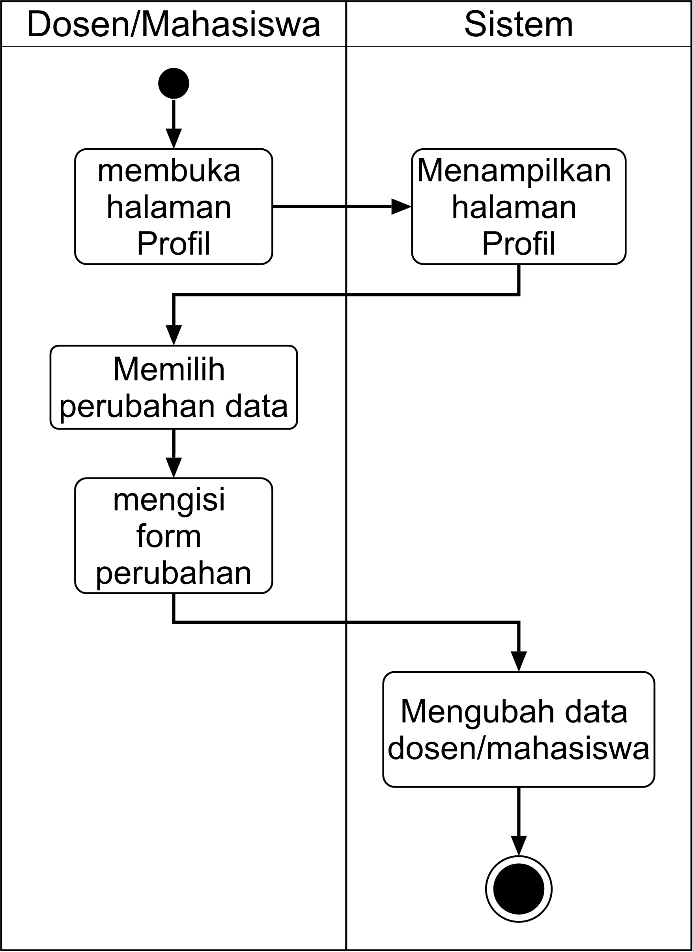 Dosen/Mahasiswa
Sistem
membuka
halaman
Profil
Menampilkan
halaman
Profil
Memilih
perubahan data
mengisi
form
perubahan
Mengubah data
dosen/mahasiswa